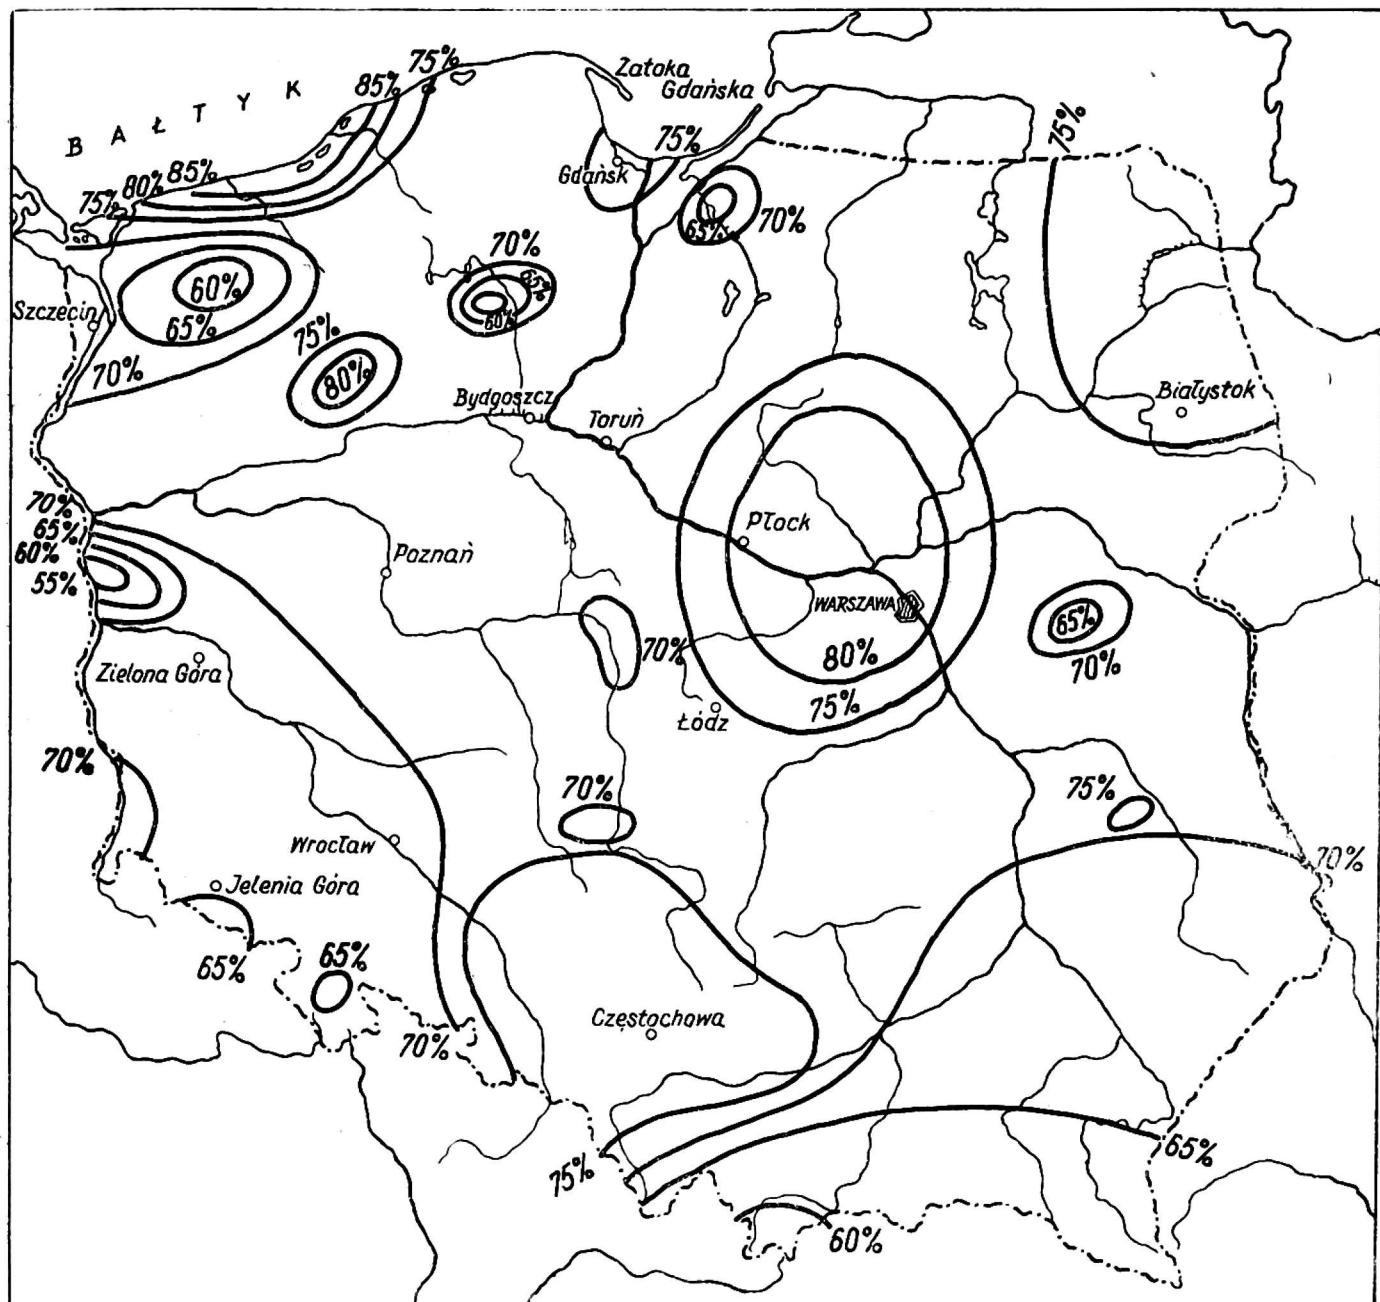 75%
85%
Zatoka
Gdańska
BAŁTYK
75%
75%
85%
80%
75%
Gdańsk
70%
65%
70%
60%
65%
60%
Szczecin
65%
75%
70%
80%
Bydgoszcz
Toruń
Białystok
70%
65%
60%
55%
Poznań
Płock
WARSZAWA
65%
70%
80%
70%
Zielona Góra
75%
Łódz
70%
70%
75%
Wrocław
70%
Jelenia Góra
65%
65%
Częstochowa
70%
75%
65%
60%